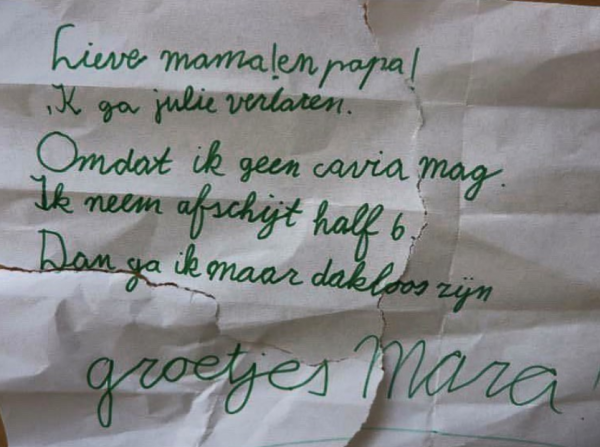 Lieve mama!en papa!
Ik ga julie verlaten.
Omdat ik geen cavia mag.
Ik neem afschijt half 6.
Dan ga ik maar dakloos zijn
groetjes Mara!